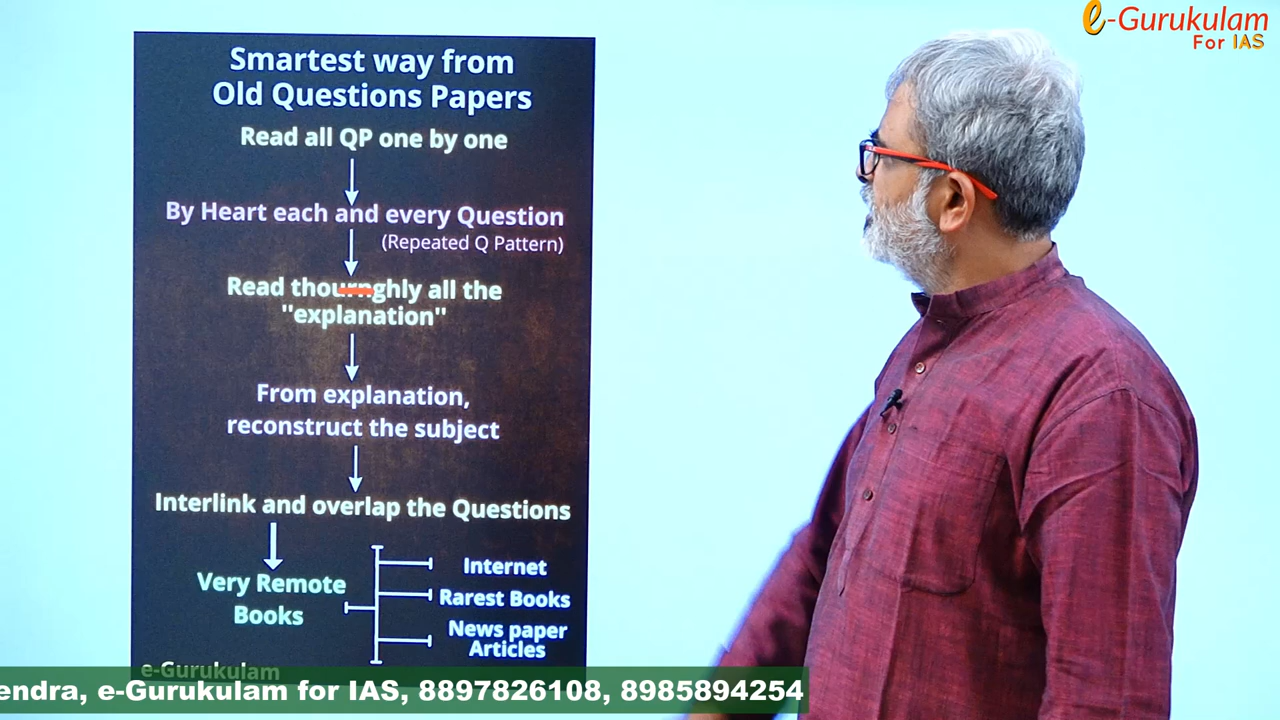 e-Gurukulam
For IAS
Smartest way from
Old Questions Papers
Read all QP one by one
By Heart each and every Question
(Repeated Q Pattern)
Read thournghly all the
"explanation"
From explanation,
reconstruct the subject
Interlink and overlap the Questions
Very Remote
Books
Internet
Rarest Books
News paper
Articles
e-Gurukulam
endra, e-Gurukulam for IAS, 8897826108, 8985894254